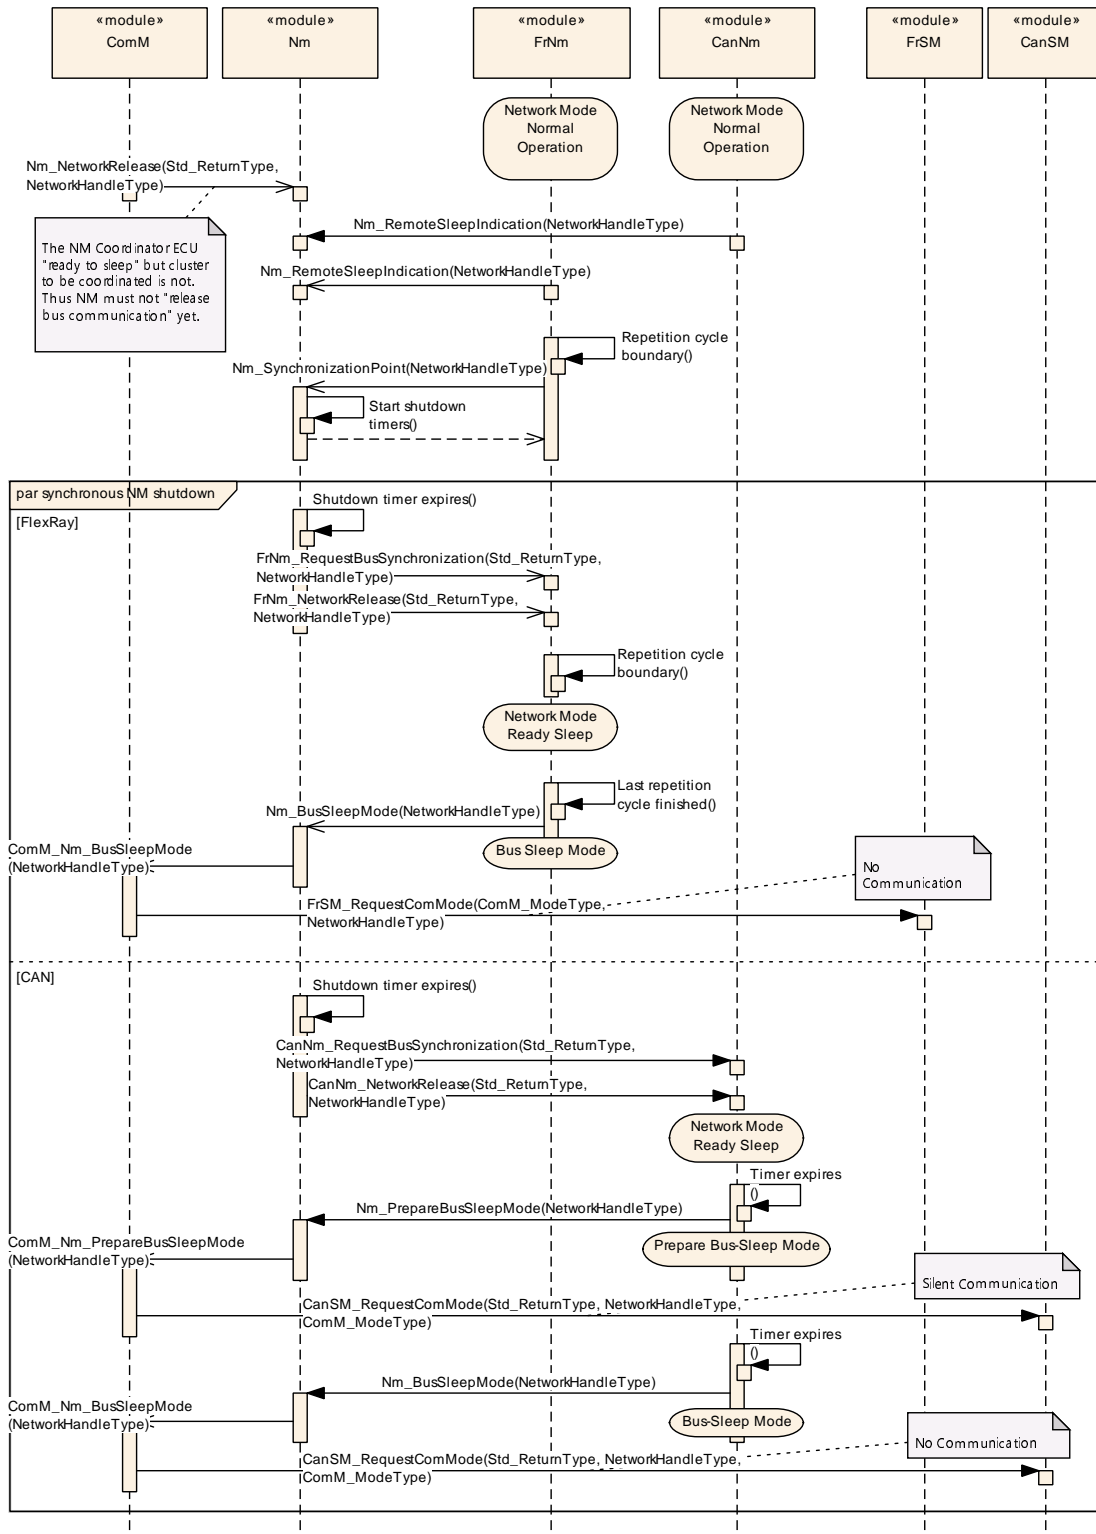 «module»
ComM
«module»
Nm
«module»
FrNm
«module»
CanNm
«module»
FrSM
«module»
CanSM
Network Mode
Normal
Operation
Network Mode
Normal
Operation
Nm_NetworkRelease(Std_ReturnType,
NetworkHandleType)
The NM Coordinator ECU
"ready to sleep" but cluster
to be coordinated is not.
Thus NM must not "release
bus communication" yet.
Nm_RemoteSleepIndication(NetworkHandleType)
Nm_RemoteSleepIndication(NetworkHandleType)
Repetition cycle
boundary()
Nm_SynchronizationPoint(NetworkHandleType)
Start shutdown
timers()
par synchronous NM shutdown
[FlexRay]
Shutdown timer expires()
FrNm_RequestBusSynchronization(Std_ReturnType,
NetworkHandleType)
FrNm_NetworkRelease(Std_ReturnType,
NetworkHandleType)
Repetition cycle
boundary()
Network Mode
Ready Sleep
Last repetition
cycle finished()
Nm_BusSleepMode(NetworkHandleType)
Bus Sleep Mode
ComM_Nm_BusSleepMode
(NetworkHandleType)
No
Communication
FrSM_RequestComMode(ComM_ModeType,
NetworkHandleType)
[CAN]
Shutdown timer expires()
CanNm_RequestBusSynchronization(Std_ReturnType,
NetworkHandleType)
CanNm_NetworkRelease(Std_ReturnType,
NetworkHandleType)
Network Mode
Ready Sleep
Timer expires
()
Nm_PrepareBusSleepMode(NetworkHandleType)
Prepare Bus-Sleep Mode
ComM_Nm_PrepareBusSleepMode
(NetworkHandleType)
Silent Communication
CanSM_RequestComMode(Std_ReturnType, NetworkHandleType,
ComM_ModeType)
Timer expires
()
Nm_BusSleepMode(NetworkHandleType)
Bus-Sleep Mode
ComM_Nm_BusSleepMode
(NetworkHandleType)
No Communication
CanSM_RequestComMode(Std_ReturnType, NetworkHandleType,
ComM_ModeType)